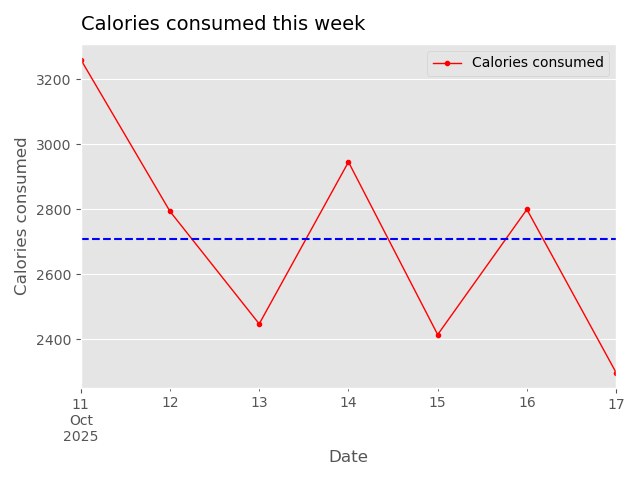 Calories consumed this week
Calories consumed
3200
3000
2800
2600
2400
Calories consumed
11
Oct
2025
12
13
14
15
16
17
Date